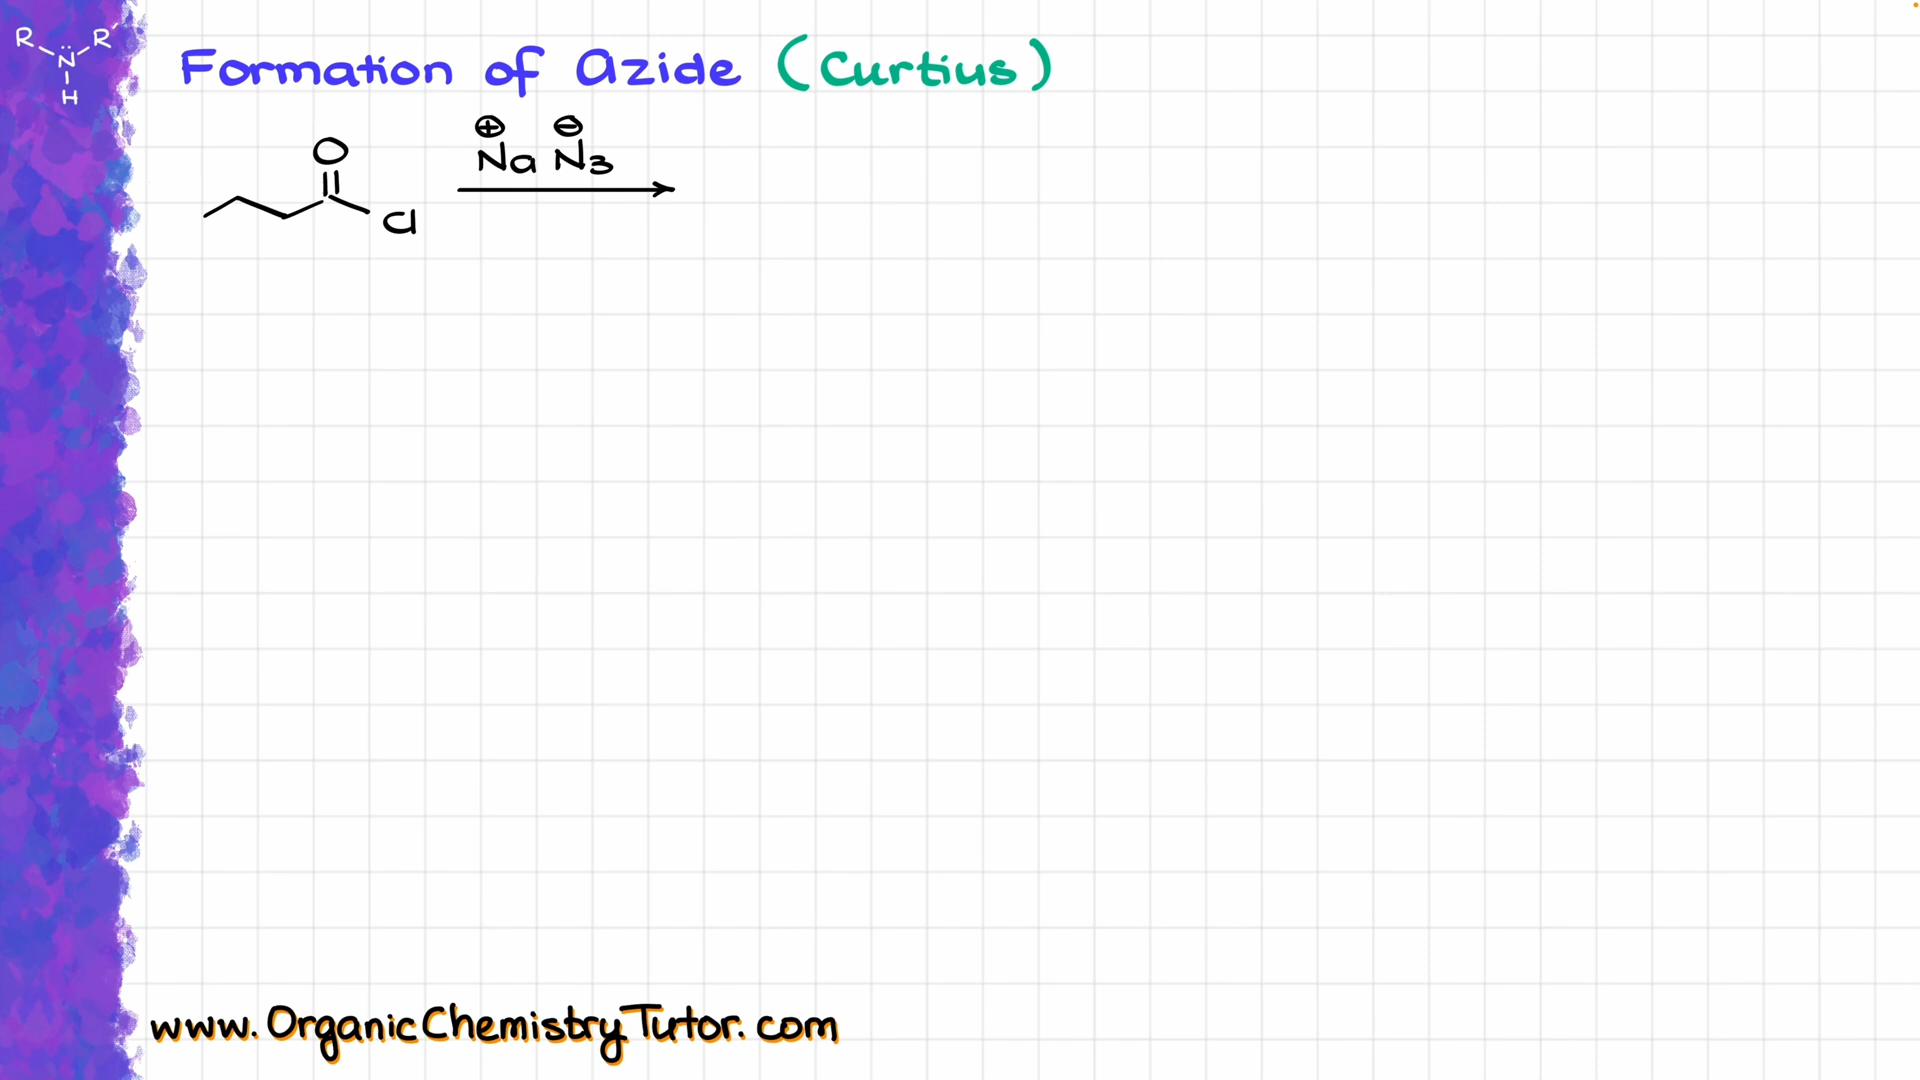 R N̈ R'
H
Formation of Azide (Curtius)
⊕ ⊖
O
Na N3
Cl
www.OrganicChemistryTutor.com